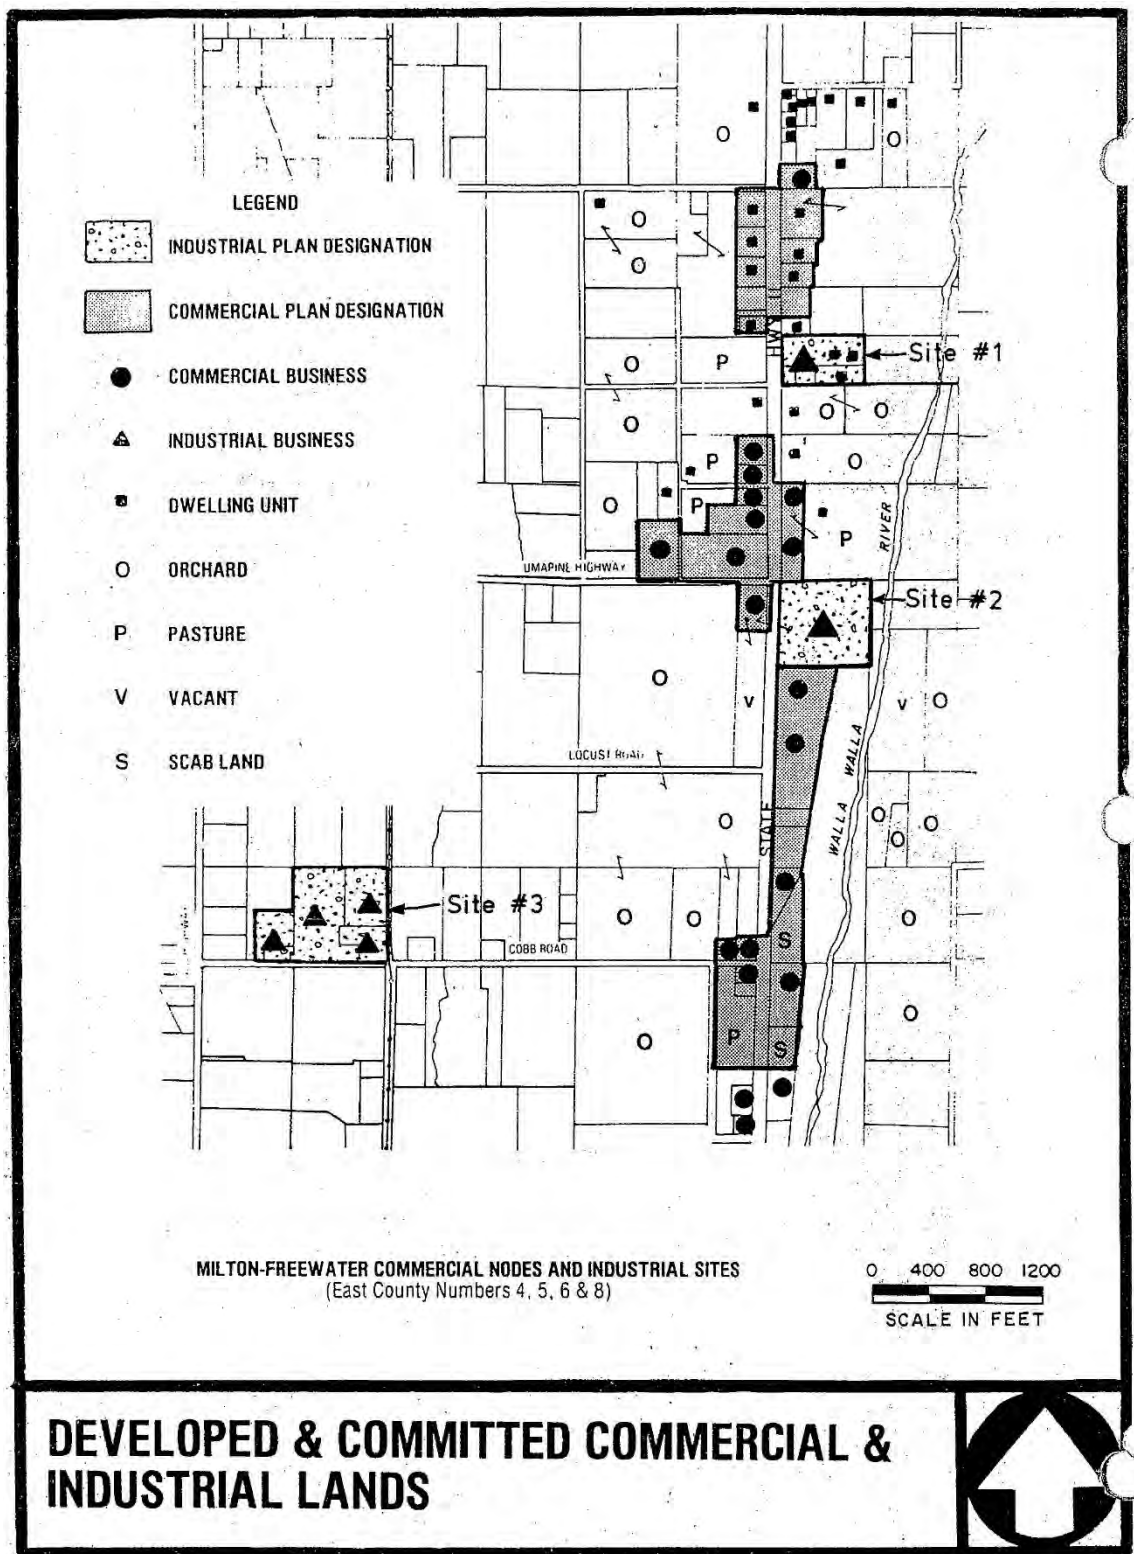 LEGEND
INDUSTRIAL PLAN DESIGNATION
COMMERCIAL PLAN DESIGNATION
COMMERCIAL BUSINESS
INDUSTRIAL BUSINESS
DWELLING UNIT
O ORCHARD
P PASTURE
V VACANT
S SCAB LAND
O
O
O
O
HWY
Site #1
O
P
O
O
O
P
O
O
P
P
RIVER
UMAPINE HIGHWAY
Site #2
O
V
V
O
LOCUST ROAD
WALLA WALLA
STATE
O
O
O
O
Site #3
O
O
O
COBB ROAD
S
O
O
P
S
MILTON-FREEWATER COMMERCIAL NODES AND INDUSTRIAL SITES
(East County Numbers 4, 5, 6 & 8)
0 400 800 1200
SCALE IN FEET
DEVELOPED & COMMITTED COMMERCIAL &
INDUSTRIAL LANDS